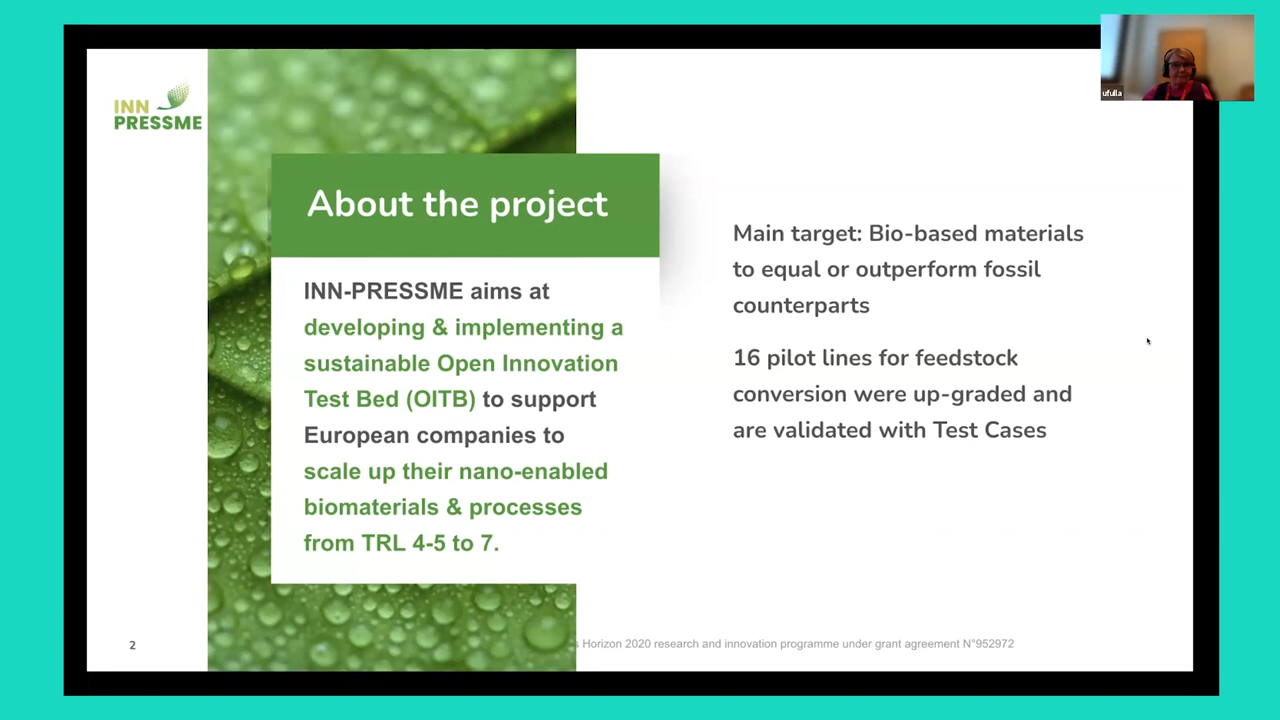 INN
PRESSME
About the project
INN-PRESSME aims at
developing & implementing a
sustainable Open Innovation
Test Bed (OITB) to support
European companies to
scale up their nano-enabled
biomaterials & processes
from TRL 4-5 to 7.
Main target: Bio-based materials
to equal or outperform fossil
counterparts
16 pilot lines for feedstock
conversion were up-graded and
are validated with Test Cases
2
s Horizon 2020 research and innovation programme under grant agreement N°952972
ufulla